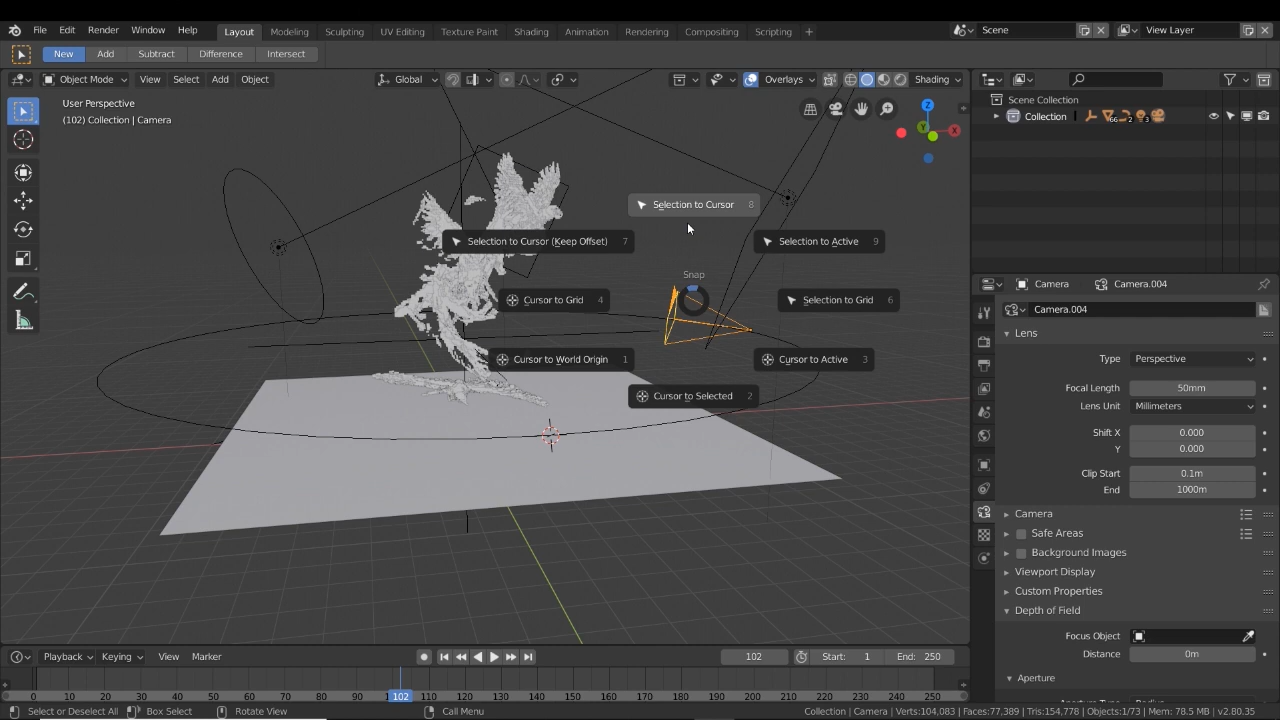 File Edit Render Window Help Layout Modeling Sculpting UV Editing Texture Paint Shading Animation Rendering Compositing Scripting + Scene View Layer
New Add Subtract Difference Intersect
Object Mode View Select Add Object Global Overlays Shading
User Perspective
(102) Collection | Camera
Z
Y X
Scene Collection
Collection 66 2 3
Selection to Cursor 8
Selection to Cursor (Keep Offset) 7
Selection to Active 9
Snap
Cursor to Grid 4
Selection to Grid 6
Cursor to World Origin 1
Cursor to Active 3
Cursor to Selected 2
Camera Camera.004
Camera.004
Lens
Type Perspective
Focal Length 50mm
Lens Unit Millimeters
Shift X 0.000
Y 0.000
Clip Start 0.1m
End 1000m
Camera
Safe Areas
Background Images
Viewport Display
Custom Properties
Depth of Field
Focus Object
Distance 0m
Aperture
Playback Keying View Marker 102 Start: 1 End: 250
0 10 20 30 40 50 60 70 80 90 102 110 120 130 140 150 160 170 180 190 200 210 220 230 240 250
Select or Deselect All Box Select Rotate View Call Menu Collection | Camera | Verts:104,083 | Faces:77,389 | Tris:154,778 | Objects:1/73 | Mem: 78.5 MB | v2.80.35